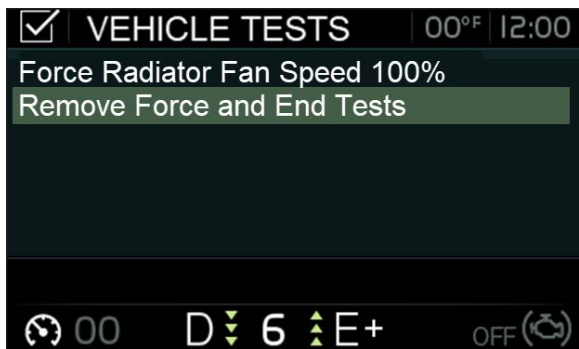 VEHICLE TESTS 00°F 12:00
Force Radiator Fan Speed 100%
Remove Force and End Tests
00 D 6 E+ OFF